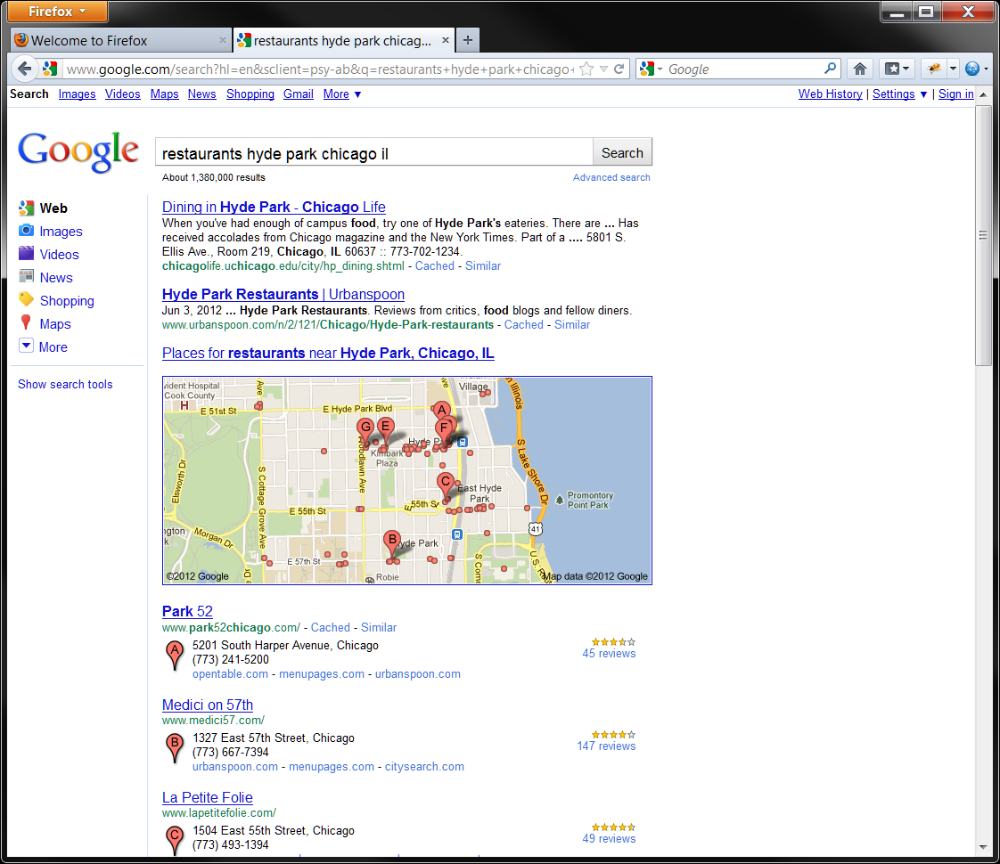 Firefox
Welcome to Firefox
restaurants hyde park chicag...
www.google.com/search?hl=en&sclient=psy-ab&q=restaurants+hyde+park+chicago+
Google
Search Images Videos Maps News Shopping Gmail More ▼
Web History | Settings ▼ | Sign in
Google
restaurants hyde park chicago il
Search
About 1,380,000 results
Advanced search
Web
Images
Videos
News
Shopping
Maps
More
Show search tools
Dining in Hyde Park - Chicago Life
When you've had enough of campus food, try one of Hyde Park's eateries. There are ... Has
received accolades from Chicago magazine and the New York Times. Part of a .... 5801 S.
Ellis Ave., Room 219, Chicago, IL 60637 :: 773-702-1234.
chicagolife.uchicago.edu/city/hp_dining.shtml - Cached - Similar
Hyde Park Restaurants | Urbanspoon
Jun 3, 2012 ... Hyde Park Restaurants. Reviews from critics, food blogs and fellow diners.
www.urbanspoon.com/n/2/121/Chicago/Hyde-Park-restaurants - Cached - Similar
Places for restaurants near Hyde Park, Chicago, IL
Village
Hospital
Cook County
H
E 51st St
E Hyde Park Blvd
Illinois
Ave
A
G
E
F
Kimbark
Plaza
Woodlawn Ave
S Lake Shore Dr
Ellsworth Dr
S Cottage Grove Ave
C
East Hyde
Park
Promontory
Point Park
E 55th St
E 55th St
41
Morgan Dr
B
Hyde Park
E 57th St
Robie
©2012 Google
Map data ©2012 Google
Park 52
www.park52chicago.com/ - Cached - Similar
A
5201 South Harper Avenue, Chicago
(773) 241-5200
opentable.com - menupages.com - urbanspoon.com
45 reviews
Medici on 57th
www.medici57.com/
B
1327 East 57th Street, Chicago
(773) 667-7394
urbanspoon.com - menupages.com - citysearch.com
147 reviews
La Petite Folie
www.lapetitefolie.com/
C
1504 East 55th Street, Chicago
(773) 493-1394
49 reviews